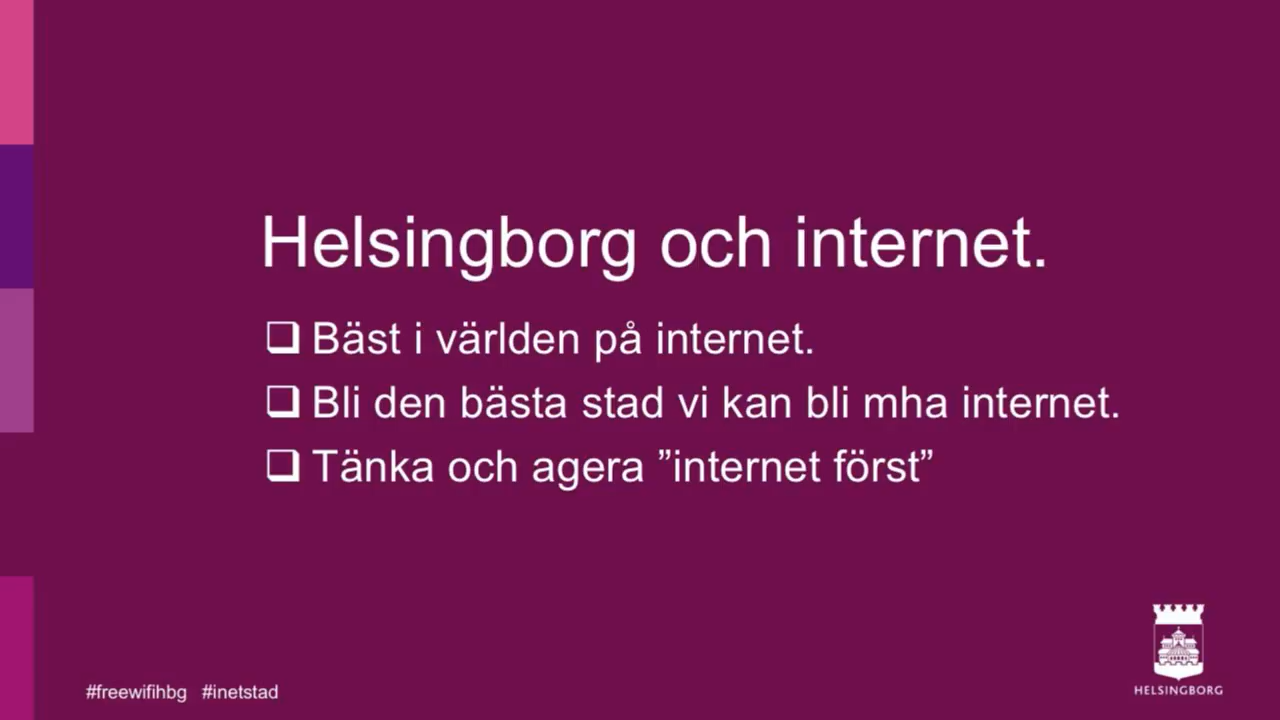 Helsingborg och internet.
Bäst i världen på internet.
Bli den bästa stad vi kan bli mha internet.
Tänka och agera ”internet först”
#freewifihbg #inetstad
HELSINGBORG